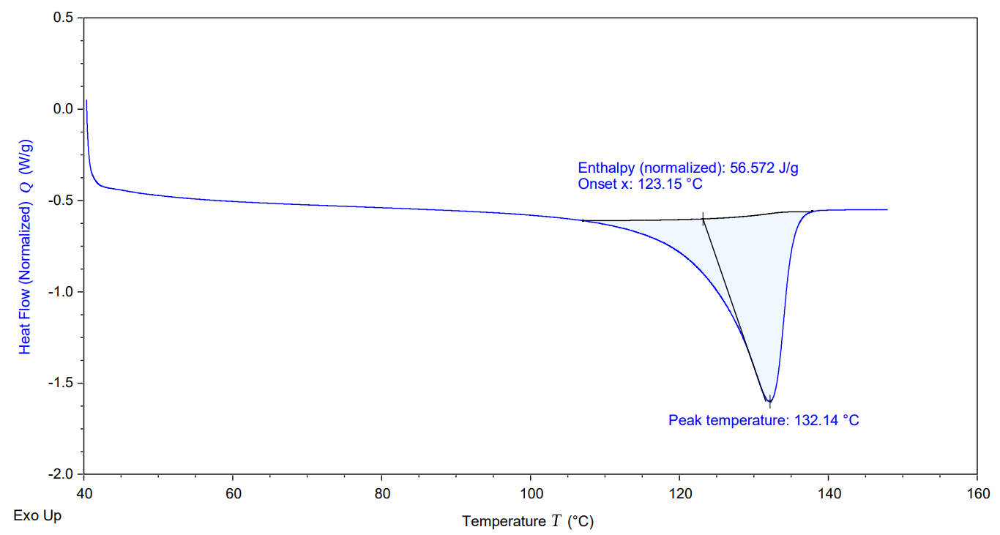 0.5
0.0
-0.5
-1.0
-1.5
-2.0
Heat Flow (Normalized) Q (W/g)
Enthalpy (normalized): 56.572 J/g
Onset x: 123.15 °C
Peak temperature: 132.14 °C
40 60 80 100 120 140 160
Exo Up
Temperature T (°C)